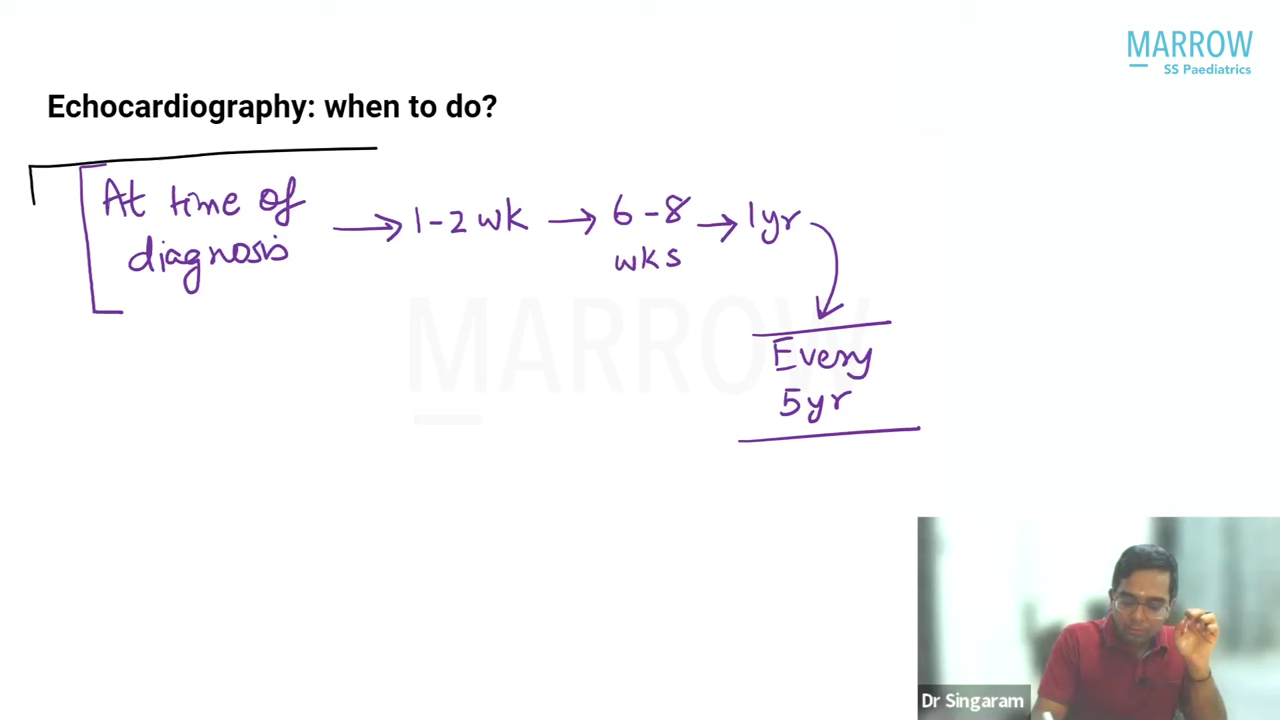 MARROW
SS Paediatrics
Echocardiography: when to do?
At time of
diagnosis
→ 1-2 wk → 6-8
wks
→ 1yr
Every
5yr
MARROW
Dr Singaram